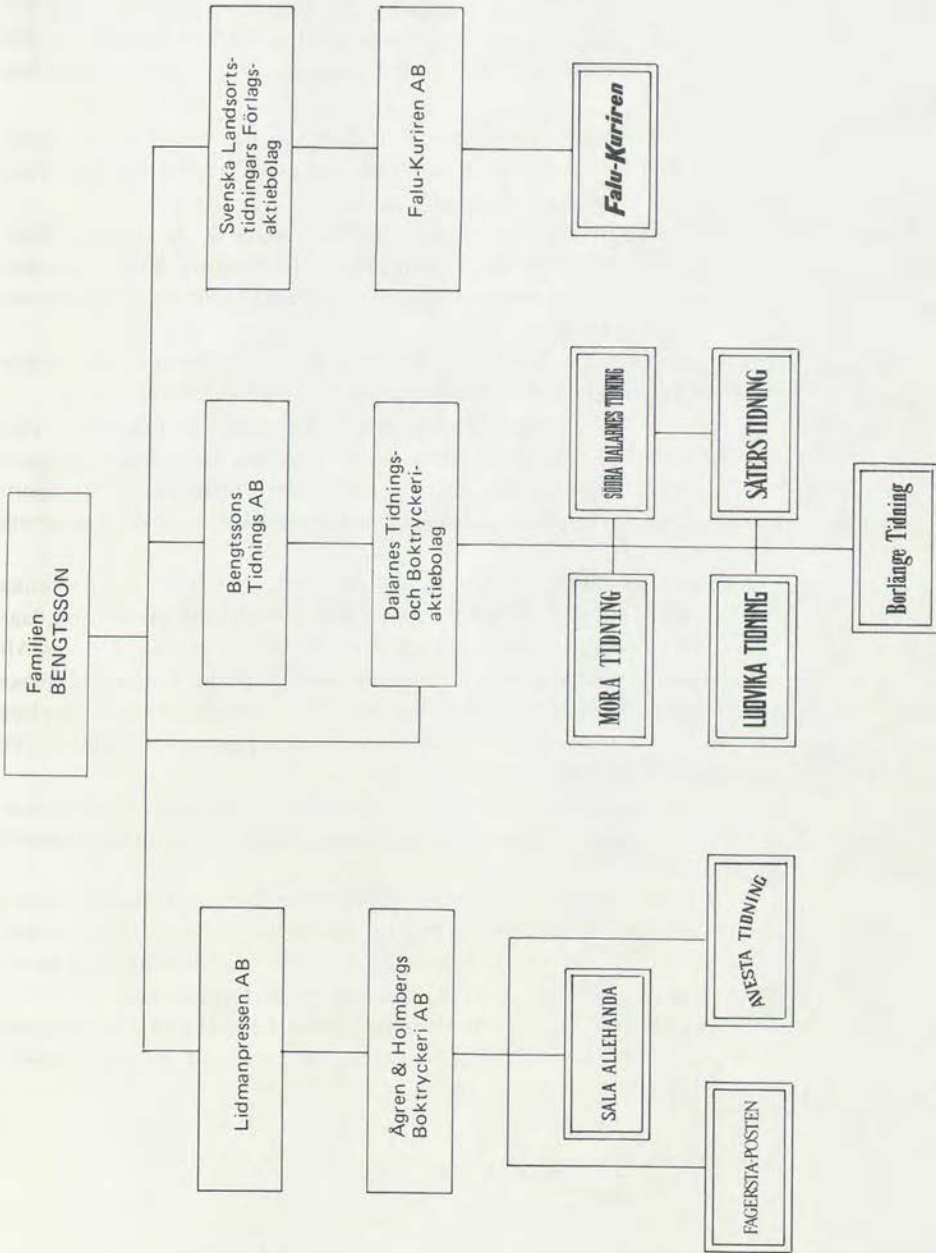 Familjen
BENGTSSON
Lidmanpressen AB
Bengtssons
Tidnings AB
Svenska Landsorts-
tidningars Förlags-
aktiebolag
Ågren & Holmbergs
Boktryckeri AB
Dalarnes Tidnings-
och Boktryckeri-
aktiebolag
Falu-Kuriren AB
SALA ALLEHANDA
MORA TIDNING
SÖDRA DALARNES TIDNING
Falu-Kuriren
FAGERSTA-POSTEN
AVESTA TIDNING
LUDVIKA TIDNING
SÄTERS TIDNING
Borlänge Tidning